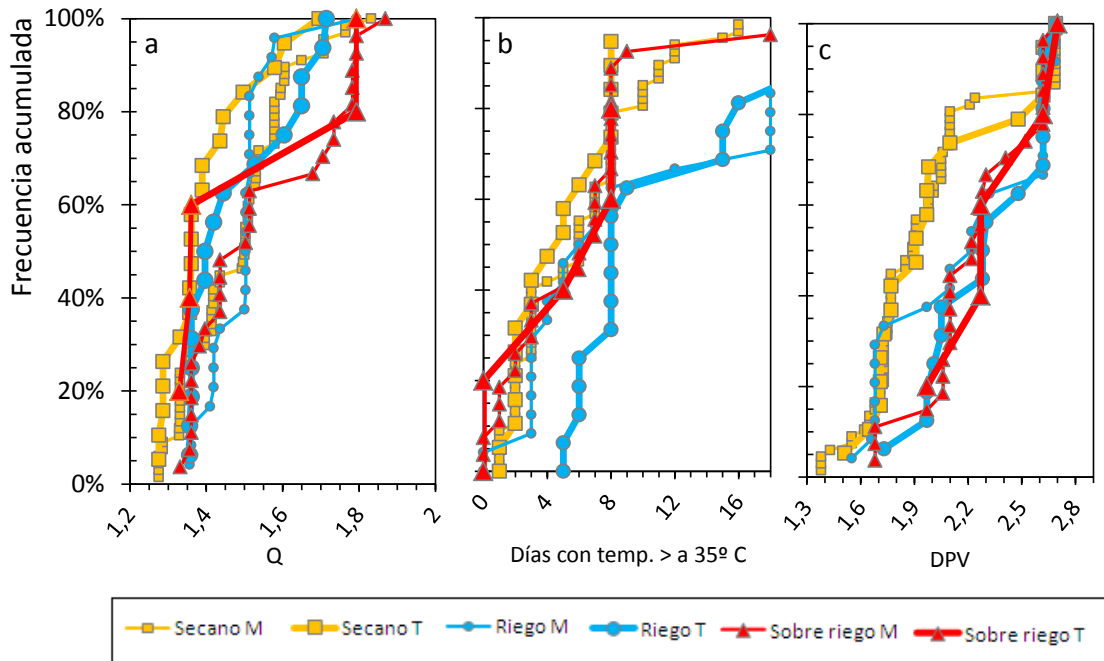 Frecuencia acumulada
100%
80%
60%
40%
20%
0%
a
1,2
1,4
1,6
1,8
2
Q
b
0
4
8
12
16
Días con temp. > a 35º C
c
1,3
1,6
1,9
2,2
2,5
2,8
DPV
Secano M Secano T Riego M Riego T Sobre riego M Sobre riego T